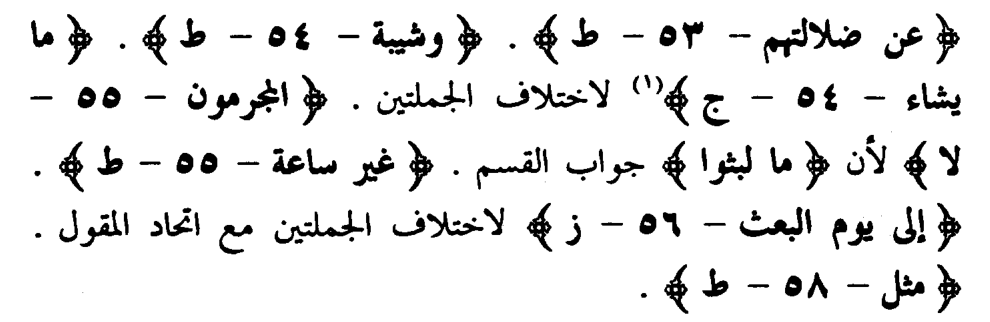 ﴿ عن ضلالتهم – ٥٣ – ط ﴾ . ﴿ وشيبة – ٥٤ – ط ﴾ . ﴿ ما
يشاء – ٥٤ – ج ﴾(١) لاختلاف الجملتين . ﴿ المجرمون – ٥٥ –
لا ﴾ لأن ﴿ ما لبثوا ﴾ جواب القسم . ﴿ غير ساعة – ٥٥ – ط ﴾ .
﴿ إلى يوم البعث – ٥٦ – ز ﴾ لاختلاف الجملتين مع اتحاد المقول .
﴿ مثل – ٥٨ – ط ﴾ .